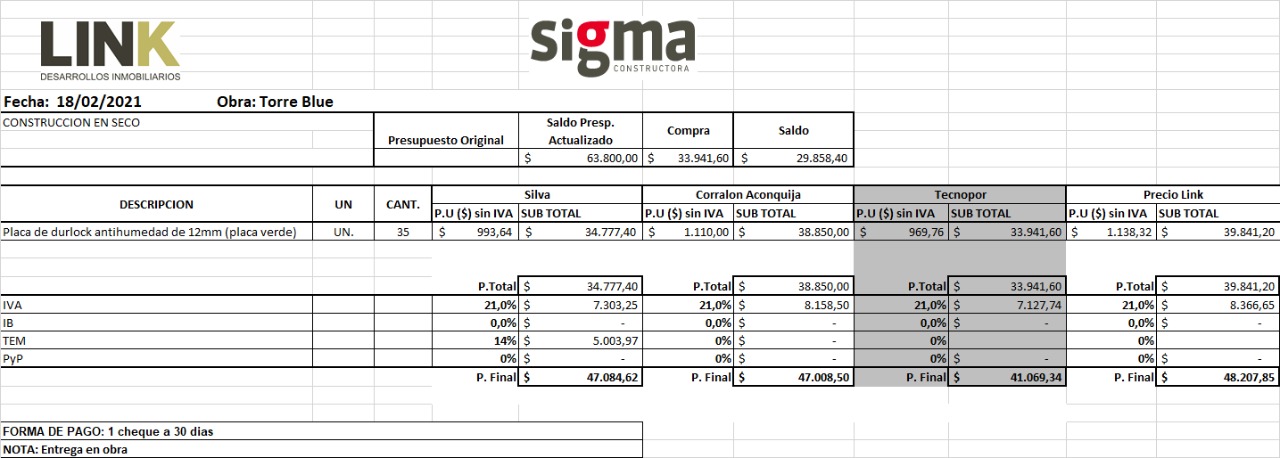 LINK
DESARROLLOS INMOBILIARIOS
sigma
CONSTRUCTORA
Fecha: 18/02/2021 Obra: Torre Blue
CONSTRUCCION EN SECO
Presupuesto Original Saldo Presp. Actualizado Compra Saldo
$ 63.800,00 $ 33.941,60 $ 29.858,40
DESCRIPCION UN CANT. Silva Corralon Aconquija Tecnopor Precio Link
P.U ($) sin IVA SUB TOTAL P.U ($) sin IVA SUB TOTAL P.U ($) sin IVA SUB TOTAL P.U ($) sin IVA SUB TOTAL
Placa de durlock antihumedad de 12mm (placa verde) UN. 35 $ 993,64 $ 34.777,40 $ 1.110,00 $ 38.850,00 $ 969,76 $ 33.941,60 $ 1.138,32 $ 39.841,20
P.Total $ 34.777,40 P.Total $ 38.850,00 P.Total $ 33.941,60 P.Total $ 39.841,20
IVA 21,0% $ 7.303,25 21,0% $ 8.158,50 21,0% $ 7.127,74 21,0% $ 8.366,65
IB 0,0% $ - 0,0% $ - 0,0% $ - 0,0% $ -
TEM 14% $ 5.003,97 0% $ - 0% 0%
PyP 0% $ - 0% $ - 0% $ - 0% $ -
P. Final $ 47.084,62 P. Final $ 47.008,50 P. Final $ 41.069,34 P. Final $ 48.207,85
FORMA DE PAGO: 1 cheque a 30 dias
NOTA: Entrega en obra